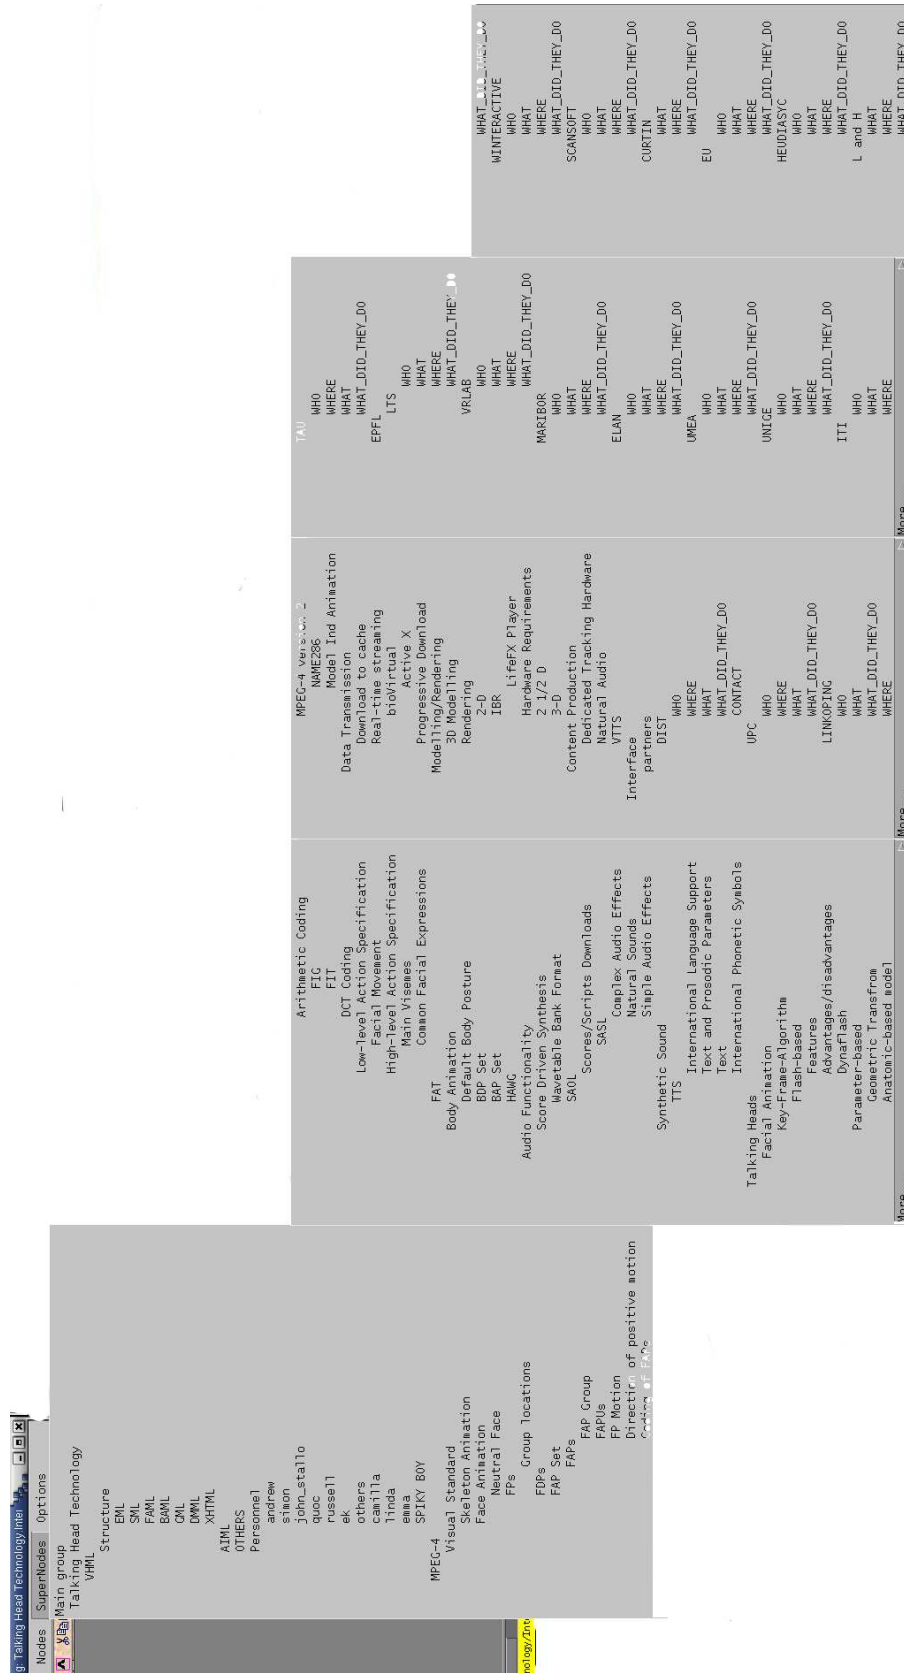 g: Talking Head Technology.Inter
Nodes SuperNodes Options
Main group
Talking Head Technology
VHML
Structure
EML
SML
FAML
BAML
GML
DMML
XHTML
AIML
OTHERS
Personnel
andrew
simon
john_stallo
quoc
russell
ek
others
camilla
linda
emma
SPIKY BOY
MPEG-4
Visual Standard
Skeleton Animation
Face Animation
Neutral Face
FPs
Group locations
FDPs
FAP Set
FAPs
FAP Group
FAPUs
FP Motion
Direction of positive motion
Coding of FAPs
nology/Int
Arithmetic Coding
FIG
FIT
DCT Coding
Low-level Action Specification
Facial Movement
High-level Action Specification
Main Visemes
Common Facial Expressions
FAT
Body Animation
Default Body Posture
BDP Set
BAP Set
HAWG
Audio Functionality
Score Driven Synthesis
Wavetable Bank Format
SAOL
Scores/Scripts Downloads
SASL
Complex Audio Effects
Natural Sounds
Simple Audio Effects
Synthetic Sound
TTS
International Language Support
Text and Prosodic Parameters
Text
International Phonetic Symbols
Talking Heads
Facial Animation
Key-Frame-Algorithm
Flash-based
Features
Advantages/disadvantages
Dynaflash
Parameter-based
Geometric Transfrom
Anatomic-based model
More
MPEG-4 version 2
NAME286
Model Ind Animation
Data Transmission
Download to cache
Real-time streaming
bioVirtual
Active X
Progressive Download
Modelling/Rendering
3D Modelling
Rendering
2-D
IBR
LifeFX Player
Hardware Requirements
2 1/2 D
3-D
Content Production
Dedicated Tracking Hardware
Natural Audio
VTTS
Interface
partners
DIST
WHO
WHERE
WHAT
WHAT_DID_THEY_DO
CONTACT
UPC
WHO
WHERE
WHAT
WHAT_DID_THEY_DO
LINKOPING
WHO
WHAT
WHAT_DID_THEY_DO
WHERE
More
TAU
WHO
WHERE
WHAT
WHAT_DID_THEY_DO
EPFL
LTS
WHO
WHAT
WHERE
WHAT_DID_THEY_DO
VRLAB
WHO
WHAT
WHERE
WHAT_DID_THEY_DO
MARIBOR
WHO
WHAT
WHERE
WHAT_DID_THEY_DO
ELAN
WHO
WHAT
WHERE
WHAT_DID_THEY_DO
UMEA
WHO
WHAT
WHERE
WHAT_DID_THEY_DO
UNIGE
WHO
WHAT
WHERE
WHAT_DID_THEY_DO
ITI
WHO
WHAT
WHERE
More
WHAT_DID_THEY_DO
WINTERACTIVE
WHO
WHAT
WHERE
WHAT_DID_THEY_DO
SCANSOFT
WHO
WHAT
WHERE
WHAT_DID_THEY_DO
CURTIN
WHAT
WHERE
WHAT_DID_THEY_DO
EU
WHO
WHAT
WHERE
WHAT_DID_THEY_DO
HEUDIASYC
WHO
WHAT
WHERE
WHAT_DID_THEY_DO
L and H
WHAT
WHERE
WHAT_DID_THEY_DO